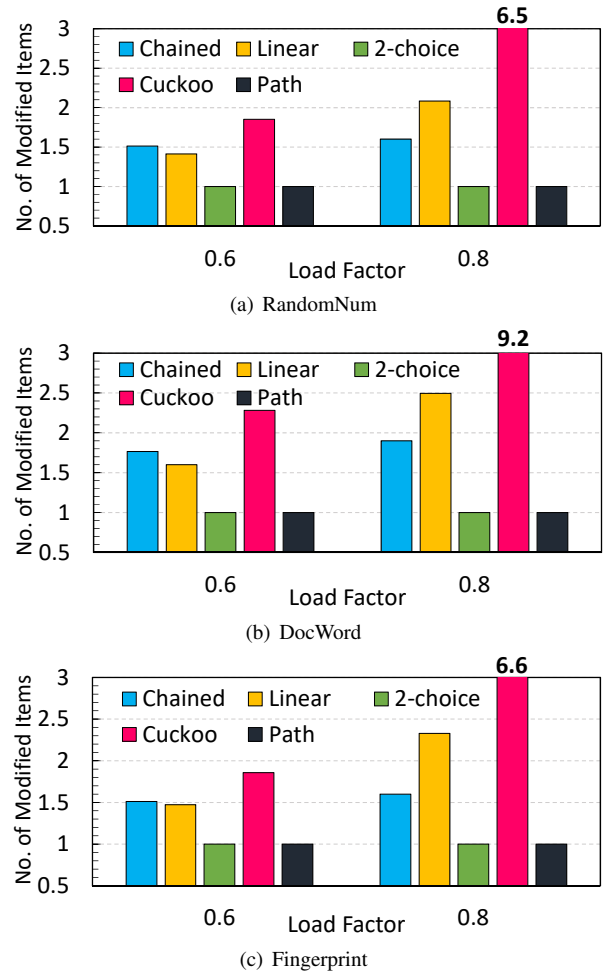 6.5
3
Chained Linear 2-choice
Cuckoo Path
2.5
2
1.5
1
0.5
No. of Modified Items
0.6 0.8
Load Factor
(a) RandomNum
9.2
3
Chained Linear 2-choice
Cuckoo Path
2.5
2
1.5
1
0.5
No. of Modified Items
0.6 0.8
Load Factor
(b) DocWord
6.6
3
Chained Linear 2-choice
Cuckoo Path
2.5
2
1.5
1
0.5
No. of Modified Items
0.6 0.8
Load Factor
(c) Fingerprint